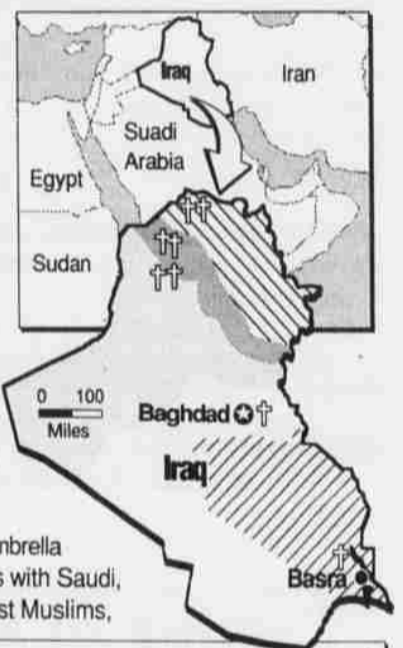 Iraq
Iran
Suadi
Arabia
Egypt
Sudan
0 100
Miles
Baghdad
Iraq
Basra
nbrella
s with Saudi,
st Muslims,